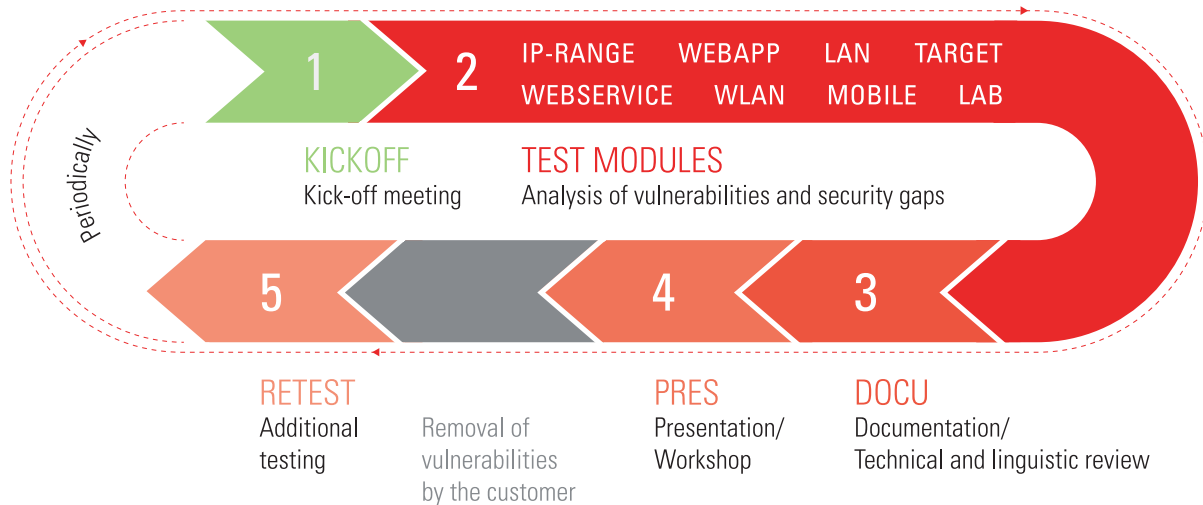 1
2
IP-RANGE WEBAPP LAN TARGET
WEBSERVICE WLAN MOBILE LAB
Periodically
KICKOFF
Kick-off meeting
TEST MODULES
Analysis of vulnerabilities and security gaps
5
4
3
RETEST
Additional
testing
Removal of
vulnerabilities
by the customer
PRES
Presentation/
Workshop
DOCU
Documentation/
Technical and linguistic review